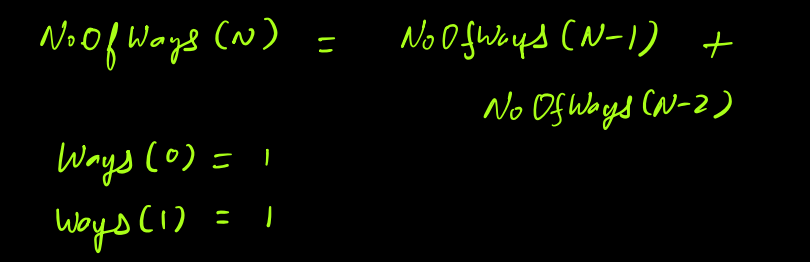 NoOfWays (N) = NoOfWays (N-1) +
NoOfWays (N-2)
Ways (0) = 1
Ways (1) = 1